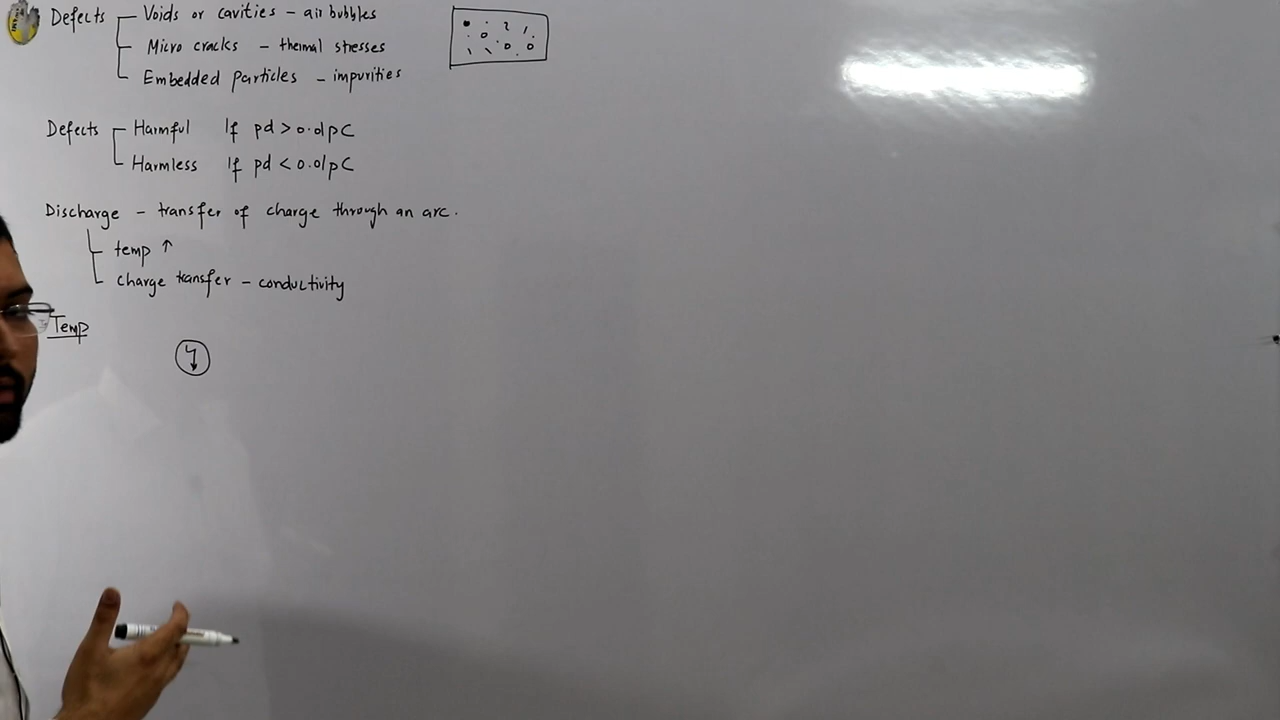 Defects Voids or cavities – air bubbles
Micro cracks – thermal stresses
Embedded Particles – impurities
Defects Harmful If pd > 0.01pC
Harmless If pd < 0.01pC
Discharge – transfer of charge through an arc.
temp ↑
charge transfer – conductivity
Temp